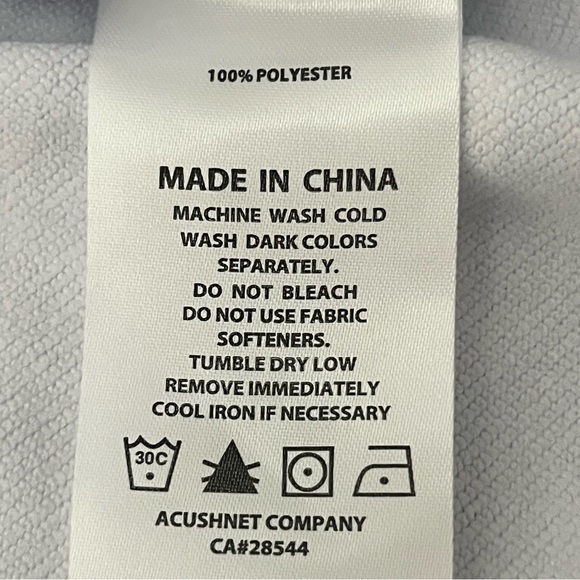 100% POLYESTER
MADE IN CHINA
MACHINE WASH COLD
WASH DARK COLORS
SEPARATELY.
DO NOT BLEACH
DO NOT USE FABRIC
SOFTENERS.
TUMBLE DRY LOW
REMOVE IMMEDIATELY
COOL IRON IF NECESSARY
30C
ACUSHNET COMPANY
CA#28544